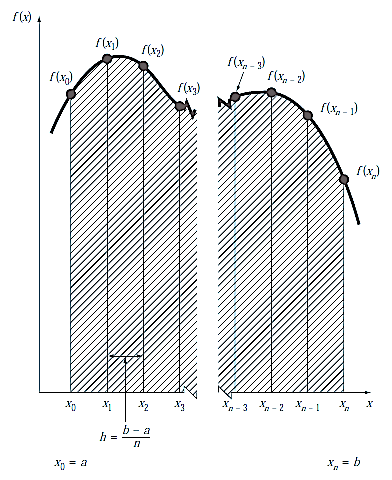 f(x)
f(x₁)
f(x₂)
f(x₀)
f(x₃)
f(xₙ₋₃)
f(xₙ₋₂)
f(xₙ₋₁)
f(xₙ)
x₀ x₁ x₂ x₃ xₙ₋₃ xₙ₋₂ xₙ₋₁ xₙ x
h = (b – a)/n
x₀ = a xₙ = b